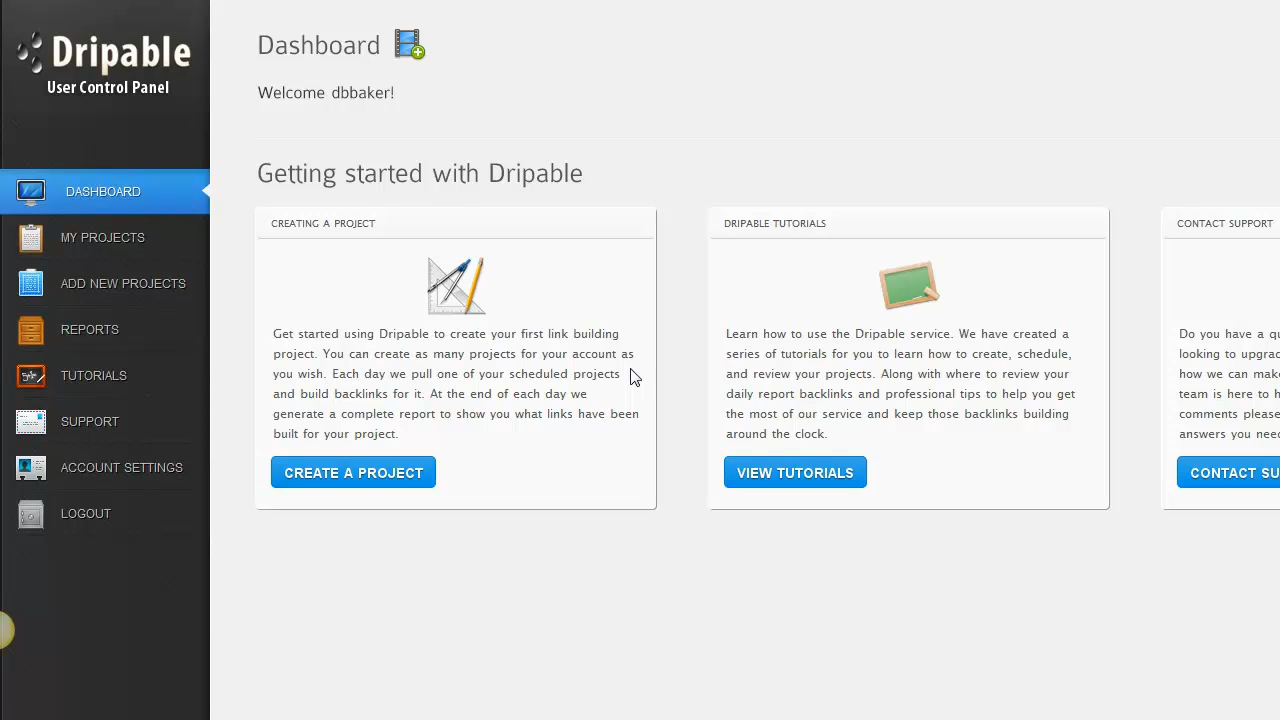 Dripable
User Control Panel
DASHBOARD
MY PROJECTS
ADD NEW PROJECTS
REPORTS
TUTORIALS
SUPPORT
ACCOUNT SETTINGS
LOGOUT
Dashboard
Welcome dbbaker!
Getting started with Dripable
CREATING A PROJECT
Get started using Dripable to create your first link building
project. You can create as many projects for your account as
you wish. Each day we pull one of your scheduled projects
and build backlinks for it. At the end of each day we
generate a complete report to show you what links have been
built for your project.
CREATE A PROJECT
DRIPABLE TUTORIALS
Learn how to use the Dripable service. We have created a
series of tutorials for you to learn how to create, schedule,
and review your projects. Along with where to review your
daily report backlinks and professional tips to help you get
the most of our service and keep those backlinks building
around the clock.
VIEW TUTORIALS
CONTACT SUPPORT
Do you have a qu
looking to upgra
how we can make
team is here to h
comments please
answers you need
CONTACT SU